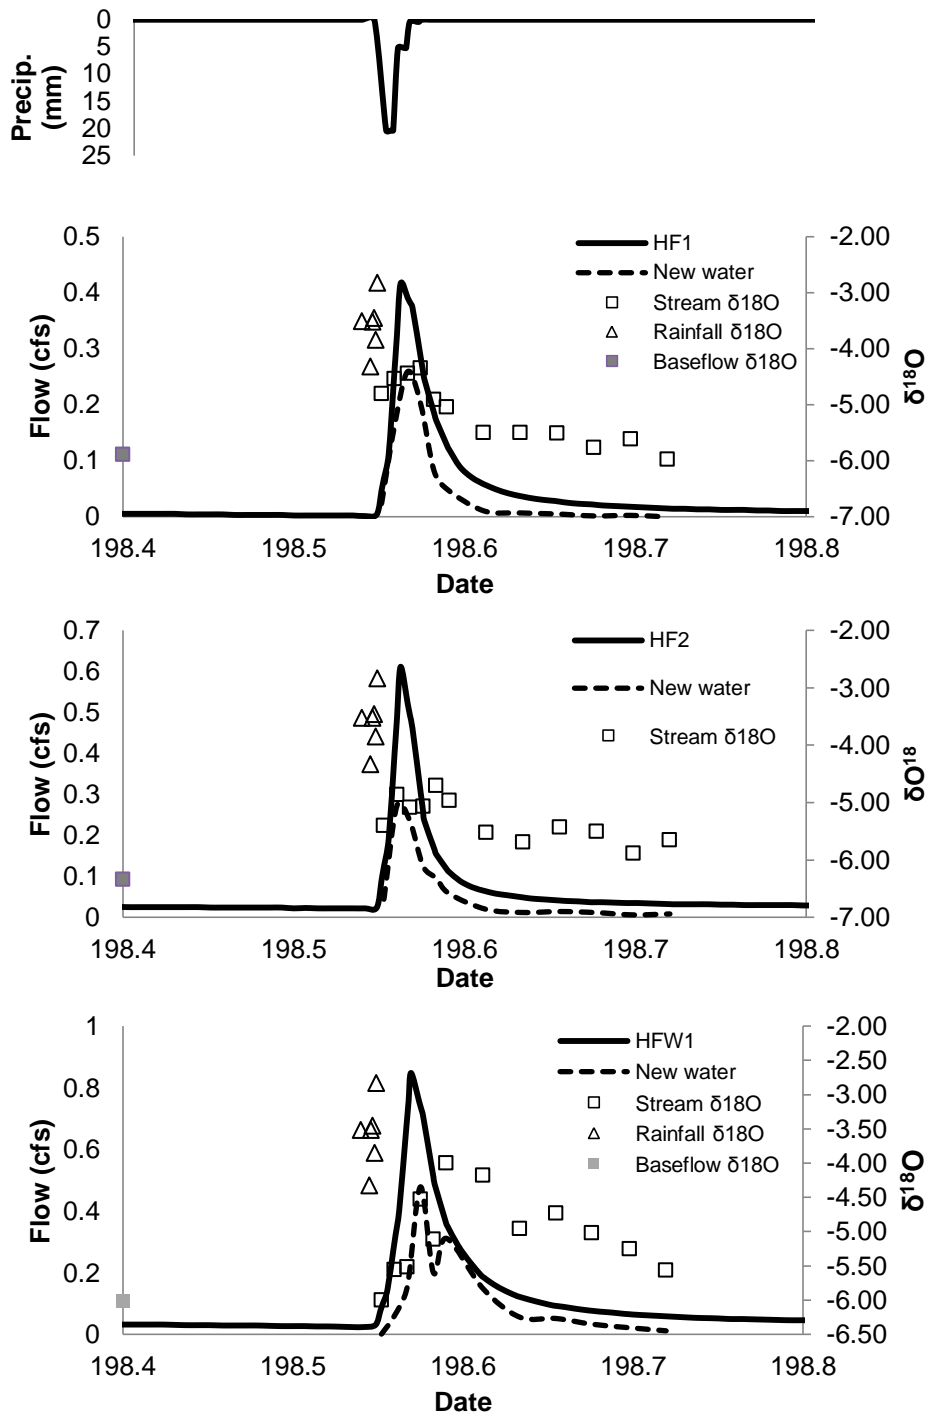 0
5
10
15
20
25
Precip.
(mm)
0.5
0.4
0.3
0.2
0.1
0
Flow (cfs)
HF1
New water
Stream δ18O
Rainfall δ18O
Baseflow δ18O
-2.00
-3.00
-4.00
-5.00
-6.00
-7.00
δ¹⁸O
198.4 198.5 198.6 198.7 198.8
Date
0.7
0.6
0.5
0.4
0.3
0.2
0.1
0
Flow (cfs)
HF2
New water
Stream δ18O
-2.00
-3.00
-4.00
-5.00
-6.00
-7.00
δO¹⁸
198.4 198.5 198.6 198.7 198.8
Date
1
0.8
0.6
0.4
0.2
0
Flow (cfs)
HFW1
New water
Stream δ18O
Rainfall δ18O
Baseflow δ18O
-2.00
-2.50
-3.00
-3.50
-4.00
-4.50
-5.00
-5.50
-6.00
-6.50
δ¹⁸O
198.4 198.5 198.6 198.7 198.8
Date